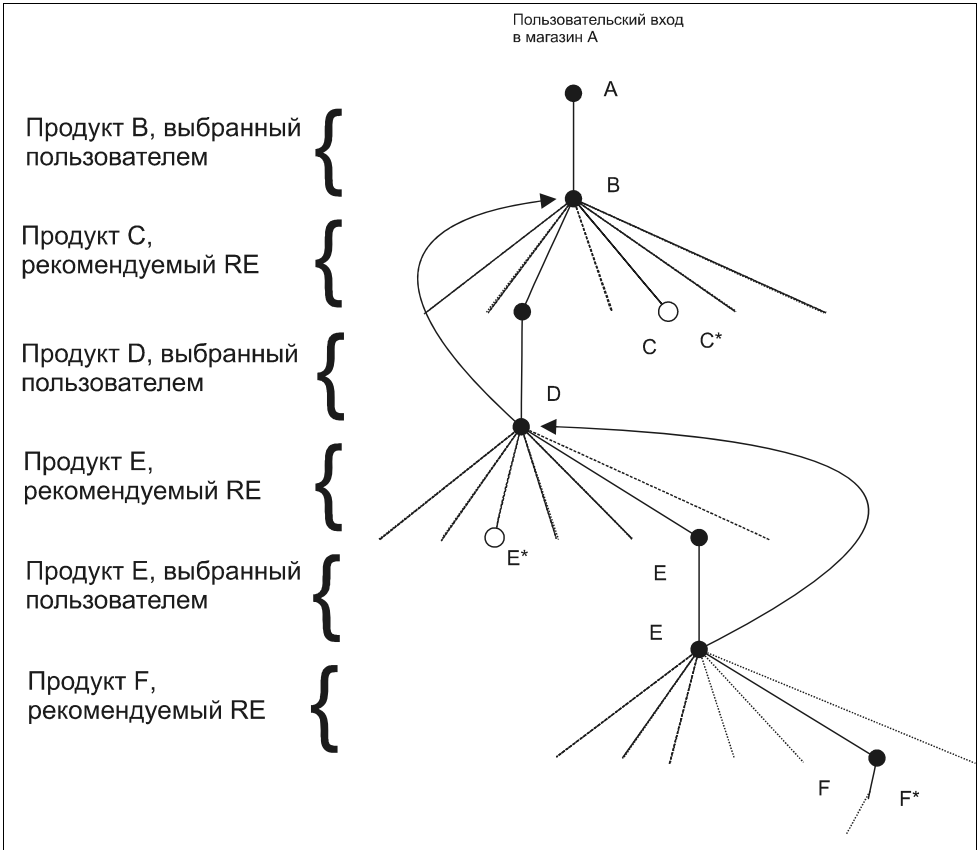 Пользовательский вход
в магазин А
A
Продукт B, выбранный
пользователем
B
Продукт C,
рекомендуемый RE
C
C*
Продукт D, выбранный
пользователем
D
Продукт E,
рекомендуемый RE
E*
E
Продукт E, выбранный
пользователем
E
Продукт F,
рекомендуемый RE
F
F*